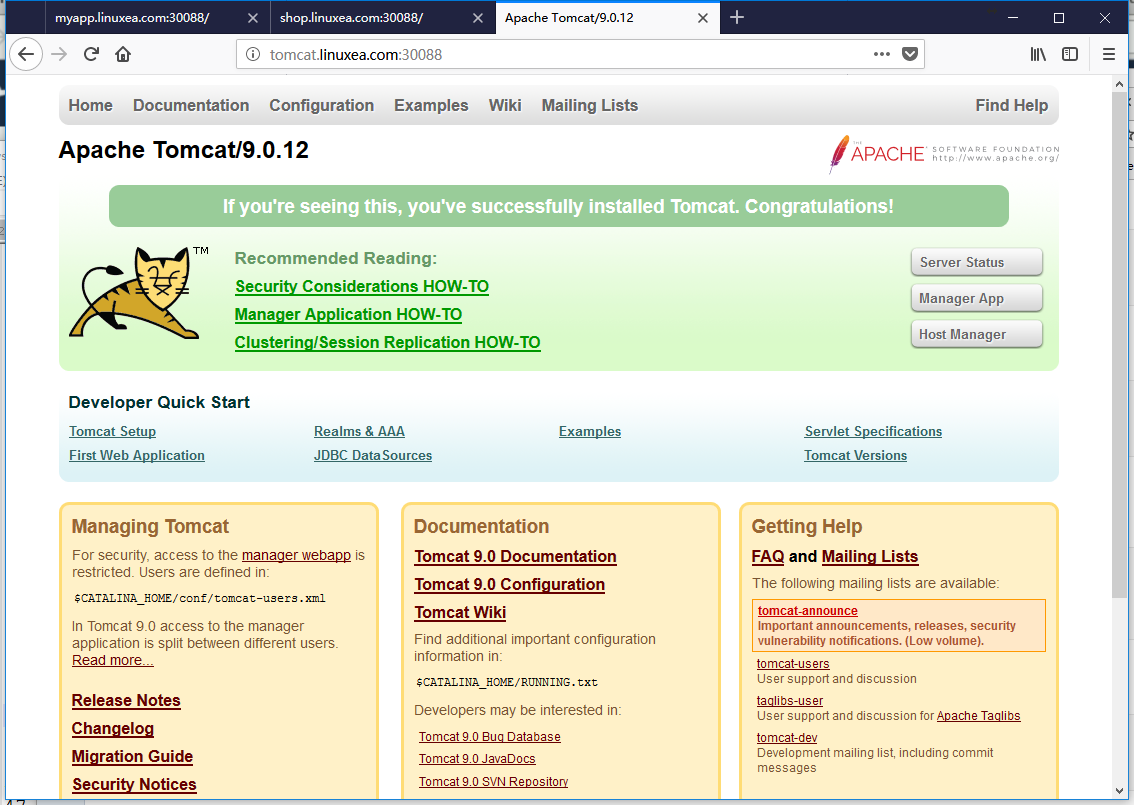 myapp.linuxea.com:30088/
shop.linuxea.com:30088/
Apache Tomcat/9.0.12
tomcat.linuxea.com:30088
Home Documentation Configuration Examples Wiki Mailing Lists Find Help
Apache Tomcat/9.0.12
THE
APACHE
SOFTWARE FOUNDATION
http://www.apache.org/
If you're seeing this, you've successfully installed Tomcat. Congratulations!
TM
Recommended Reading:
Security Considerations HOW-TO
Manager Application HOW-TO
Clustering/Session Replication HOW-TO
Server Status
Manager App
Host Manager
Developer Quick Start
Tomcat Setup
First Web Application
Realms & AAA
JDBC DataSources
Examples
Servlet Specifications
Tomcat Versions
Managing Tomcat
For security, access to the manager webapp is
restricted. Users are defined in:
$CATALINA_HOME/conf/tomcat-users.xml
In Tomcat 9.0 access to the manager
application is split between different users.
Read more...
Release Notes
Changelog
Migration Guide
Security Notices
Documentation
Tomcat 9.0 Documentation
Tomcat 9.0 Configuration
Tomcat Wiki
Find additional important configuration
information in:
$CATALINA_HOME/RUNNING.txt
Developers may be interested in:
Tomcat 9.0 Bug Database
Tomcat 9.0 JavaDocs
Tomcat 9.0 SVN Repository
Getting Help
FAQ and Mailing Lists
The following mailing lists are available:
tomcat-announce
Important announcements, releases, security
vulnerability notifications. (Low volume).
tomcat-users
User support and discussion
taglibs-user
User support and discussion for Apache Taglibs
tomcat-dev
Development mailing list, including commit
messages